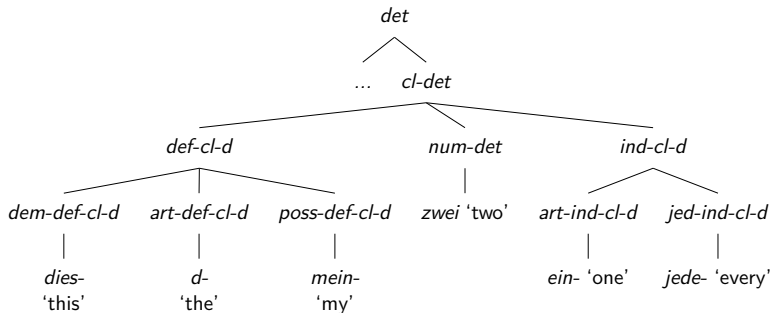 det
... cl-det
def-cl-d num-det ind-cl-d
dem-def-cl-d art-def-cl-d poss-def-cl-d zwei ‘two’ art-ind-cl-d jed-ind-cl-d
dies- d- mein- ein- ‘one’ jede- ‘every’
‘this’ ‘the’ ‘my’